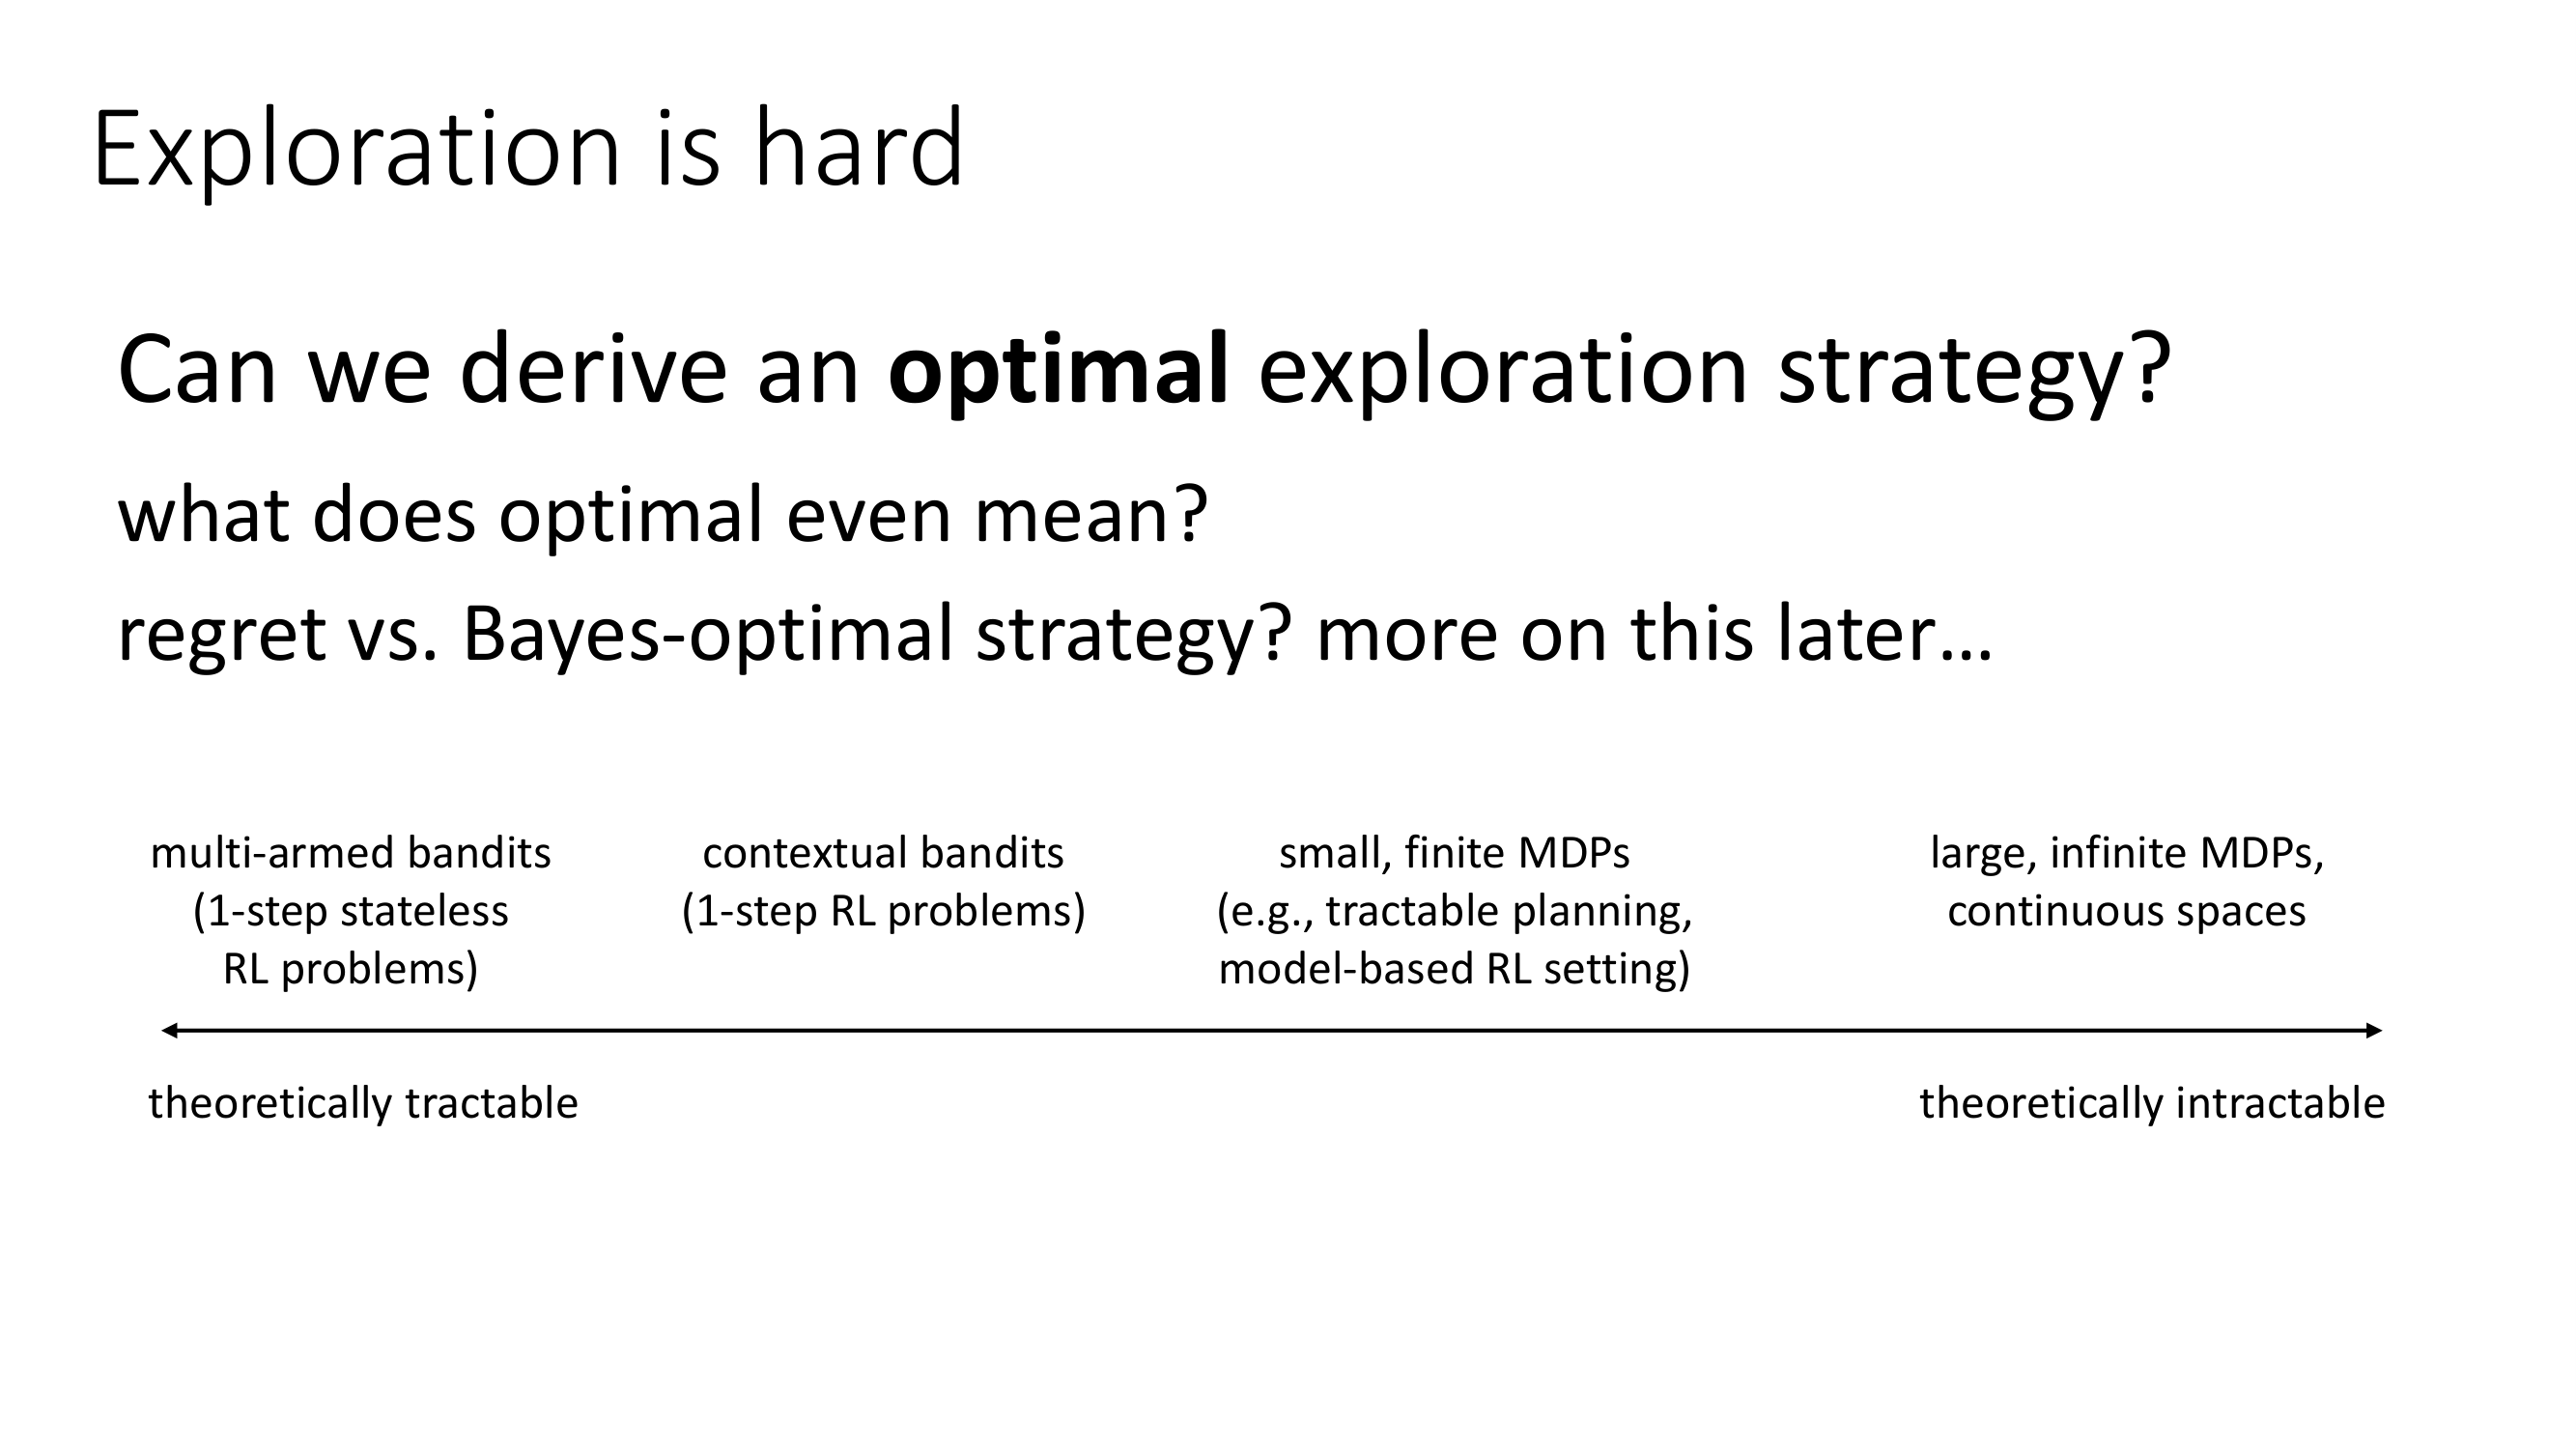 Exploration is hard
Can we derive an optimal exploration strategy?
what does optimal even mean?
regret vs. Bayes-optimal strategy? more on this later…
multi-armed bandits
(1-step stateless
RL problems)
contextual bandits
(1-step RL problems)
small, finite MDPs
(e.g., tractable planning,
model-based RL setting)
large, infinite MDPs,
continuous spaces
theoretically tractable
theoretically intractable